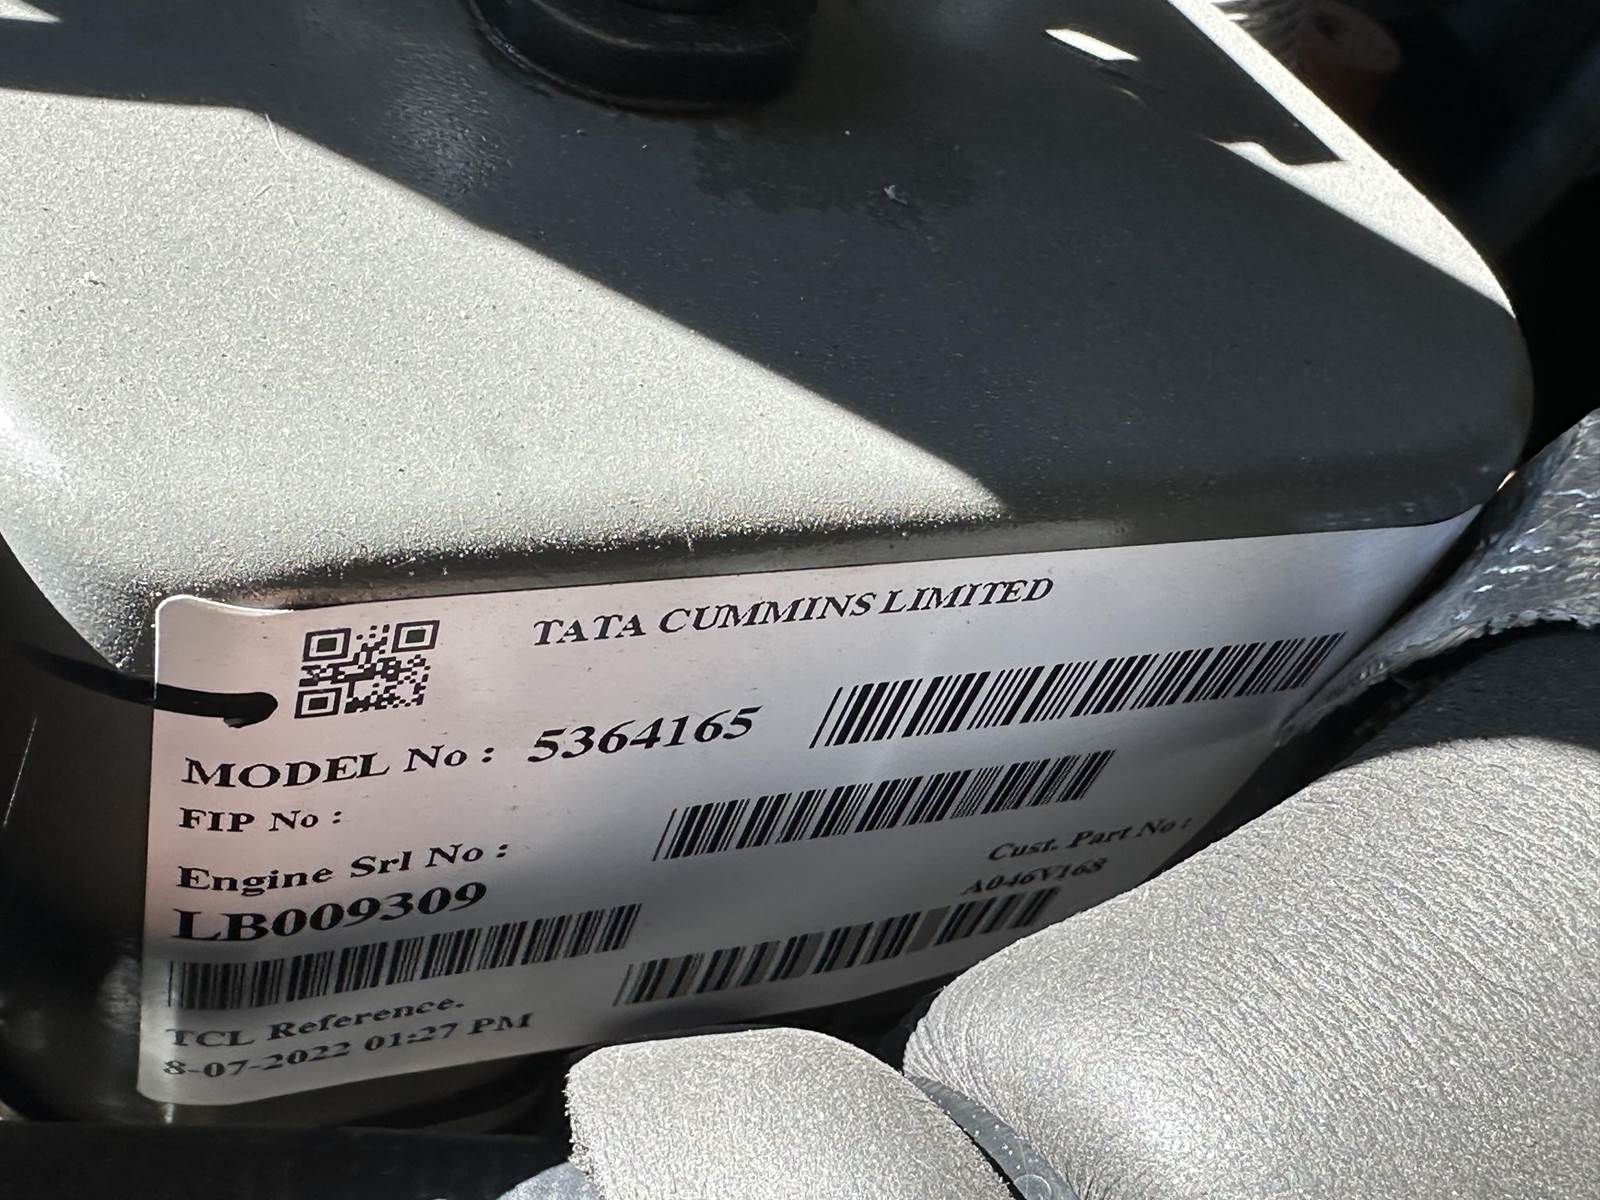 TATA CUMMINS LIMITED
MODEL No : 5364165
FIP No :
Engine Srl No :
LB009309
Cust. Part No :
A046V168
TCL Reference.
8-07-2022 01:27 PM